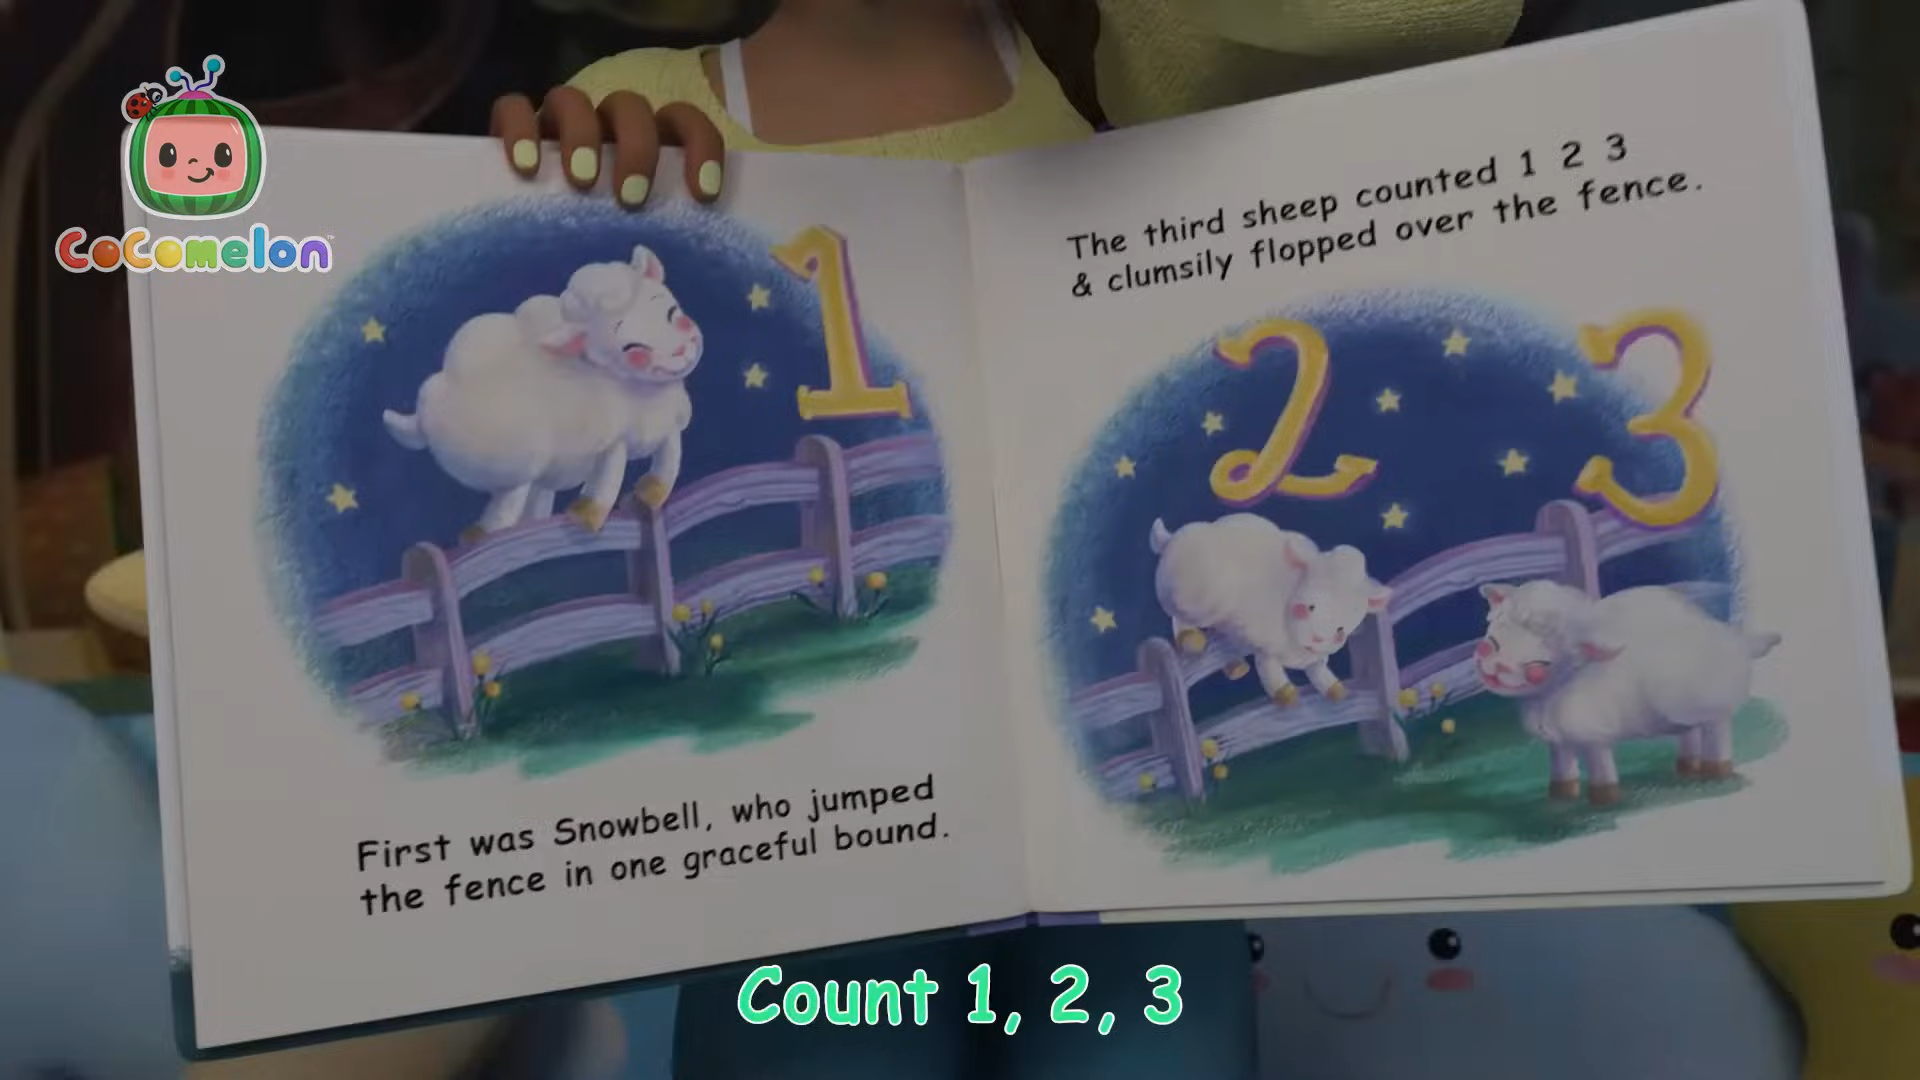 CoComelon
1
First was Snowbell, who jumped
the fence in one graceful bound.
The third sheep counted 1 2 3
& clumsily flopped over the fence.
2 3
Count 1, 2, 3